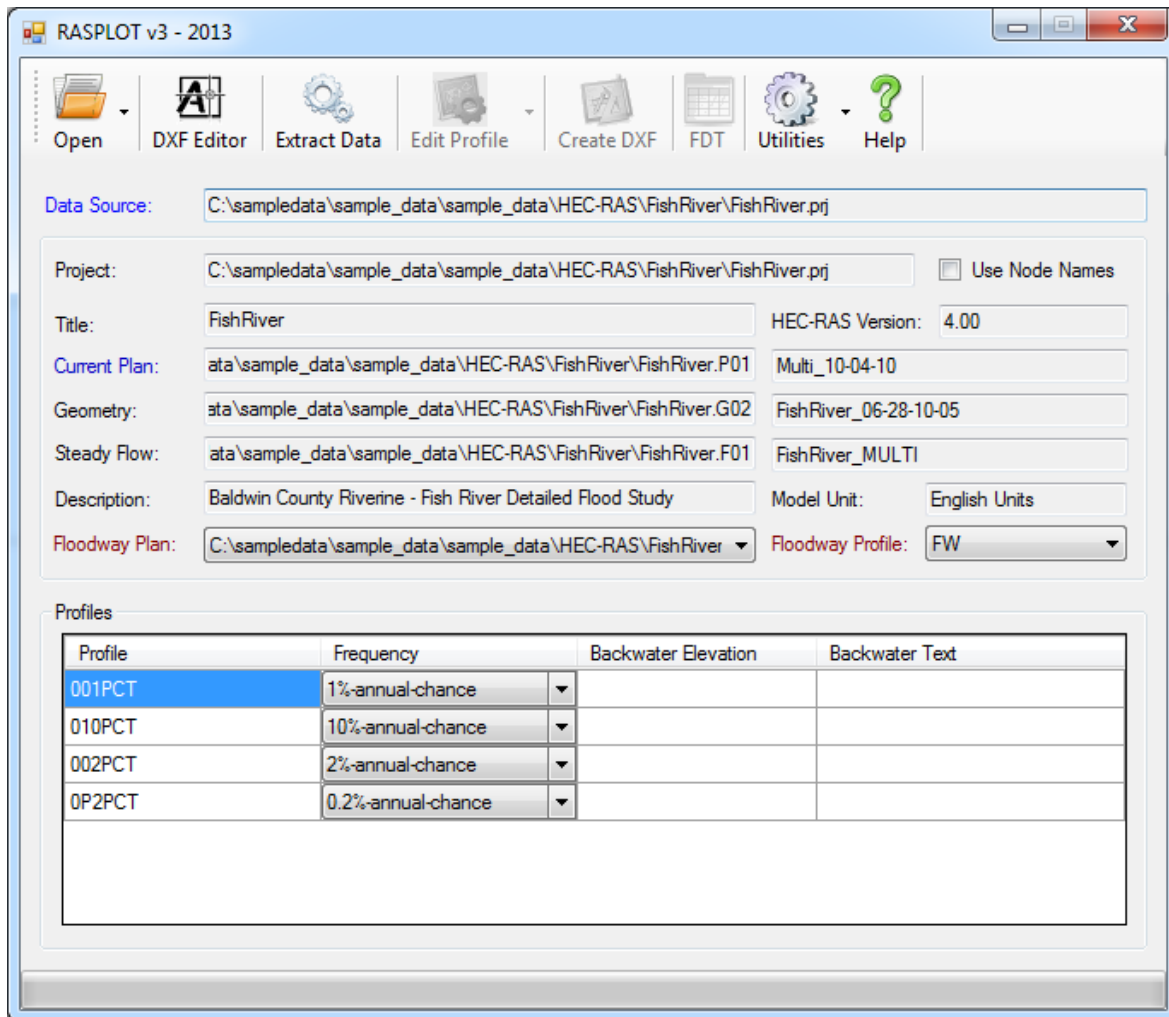 RASPLOT v3 - 2013
Open DXF Editor Extract Data Edit Profile Create DXF FDT Utilities Help
Data Source: C:\sampledata\sample_data\sample_data\HEC-RAS\FishRiver\FishRiver.prj
Project: C:\sampledata\sample_data\sample_data\HEC-RAS\FishRiver\FishRiver.prj Use Node Names
Title: FishRiver HEC-RAS Version: 4.00
Current Plan: ata\sample_data\sample_data\HEC-RAS\FishRiver\FishRiver.P01 Multi_10-04-10
Geometry: ata\sample_data\sample_data\HEC-RAS\FishRiver\FishRiver.G02 FishRiver_06-28-10-05
Steady Flow: ata\sample_data\sample_data\HEC-RAS\FishRiver\FishRiver.F01 FishRiver_MULTI
Description: Baldwin County Riverine - Fish River Detailed Flood Study Model Unit: English Units
Floodway Plan: C:\sampledata\sample_data\sample_data\HEC-RAS\FishRiver Floodway Profile: FW
Profiles
Profile Frequency Backwater Elevation Backwater Text
001PCT 1%-annual-chance
010PCT 10%-annual-chance
002PCT 2%-annual-chance
0P2PCT 0.2%-annual-chance